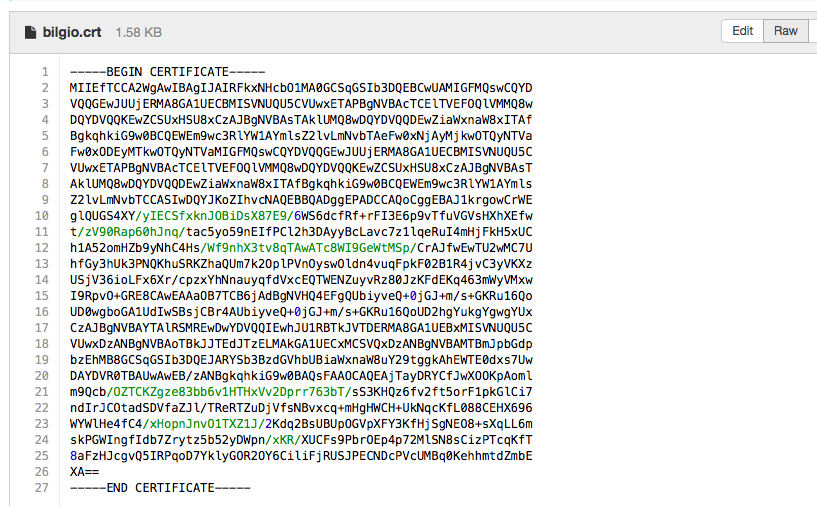 bilgio.crt 1.58 KB Edit Raw
1 -----BEGIN CERTIFICATE-----
2 MIIEfTCCA2WgAwIBAgIJAIRFkxNHcbO1MA0GCSqGSIb3DQEBCwUAMIGFMQswCQYD
3 VQQGEwJUUjERMA8GA1UECBMISVNUQU5CVUwxETAPBgNVBAcTCElTVEFOQlVMMQ8w
4 DQYDVQQKEwZCSUxHSU8xCzAJBgNVBAsTAklUMQ8wDQYDVQQDEwZiaWxnaW8xITAf
5 BgkqhkiG9w0BCQEWEm9wc3RlYW1AYmlsZ2lvLmNvbTAeFw0xNjAyMjkwOTQyNTVa
6 Fw0xODEyMTkwOTQyNTVaMIGFMQswCQYDVQQGEwJUUjERMA8GA1UECBMISVNUQU5C
7 VUwxETAPBgNVBAcTCElTVEFOQlVMMQ8wDQYDVQQKEwZCSUxHSU8xCzAJBgNVBAsT
8 AklUMQ8wDQYDVQQDEwZiaWxnaW8xITAfBgkqhkiG9w0BCQEWEm9wc3RlYW1AYmls
9 Z2lvLmNvbTCCASIwDQYJKoZIhvcNAQEBBQADggEPADCCAQoCggEBAJ1krgowCrWE
10 glQUGS4XY/yIECSfxknJOBiDsX87E9/6WS6dcfRf+rFI3E6p9vTfuVGVsHXhXEfw
11 t/zV90Rap60hJnq/tac5yo59nEIfPCl2h3DAyyBcLavc7z1lqeRuI4mHjFkH5xUC
12 h1A52omHZb9yNhC4Hs/Wf9nhX3tv8qTAwATc8WI9GeWtMSp/CrAJfwEwTU2wMC7U
13 hfGy3hUk3PNQKhuSRKZhaQUm7k2OplPVnOyswOldn4vuqFpkF02B1R4jvC3yVKXz
14 USjV36ioLFx6Xr/cpzxYhNnauyqfdVxcEQTWENZuyvRz80JzKFdEKq463mWyVMxw
15 I9RpvO+GRE8CAwEAAaOB7TCB6jAdBgNVHQ4EFgQUbiyveQ+0jGJ+m/s+GKRu16Qo
16 UD0wgboGA1UdIwSBsjCBr4AUbiyveQ+0jGJ+m/s+GKRu16QoUD2hgYukgYgwgYUx
17 CzAJBgNVBAYTAlRSMREwDwYDVQQIEwhJU1RBTkJVTDERMA8GA1UEBxMISVNUQU5C
18 VUwxDzANBgNVBAoTBkJJTEdJTzELMAkGA1UECxMCSVQxDzANBgNVBAMTBmJpbGdp
19 bzEhMB8GCSqGSIb3DQEJARYSb3BzdGVhbUBiaWxnaW8uY29tggkAhEWTE0dxs7Uw
20 DAYDVR0TBAUwAwEB/zANBgkqhkiG9w0BAQsFAAOCAQEAjTayDRYCfJwXOOKpAoml
21 m9Qcb/OZTCKZgze83bb6v1HTHxVv2Dprr763bT/sS3KHQz6fv2ft5orF1pkGlCi7
22 ndIrJCOtadSDVfaZJl/TReRTZuDjVfsNBvxcq+mHgHWCH+UkNqcKfL088CEHX696
23 WYWlHe4fC4/xHopnJnvO1TXZ1J/2Kdq2BsUBUpOGVpXFY3KfHjSgNEO8+sXqLL6m
24 skPGWIngfIdb7Zrytz5b52yDWpn/xKR/XUCFs9PbrOEp4p72MlSN8sCizPTcqKfT
25 8aFzHJcgvQ5IRPqoD7YklyGOR2OY6CiliFjRUSJPECNDcPVcUMBq0KehhmtdZmbE
26 XA==
27 -----END CERTIFICATE-----